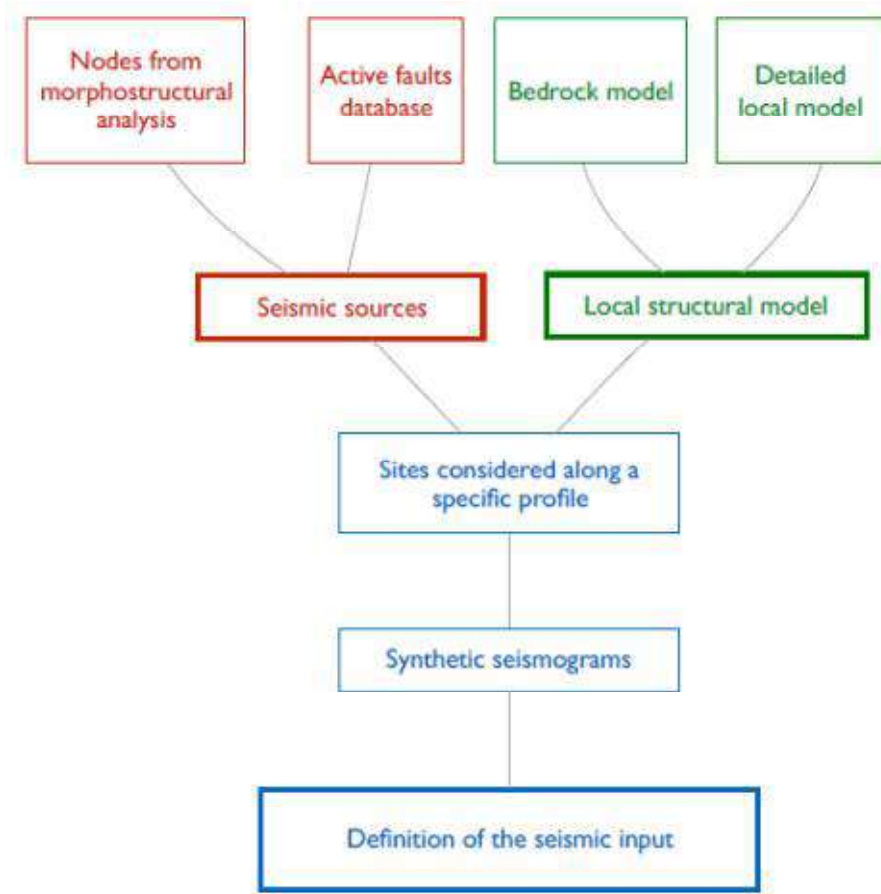 Nodes from
morphostructural
analysis
Active faults
database
Bedrock model
Detailed
local model
Seismic sources
Local structural model
Sites considered along a
specific profile
Synthetic seismograms
Definition of the seismic input